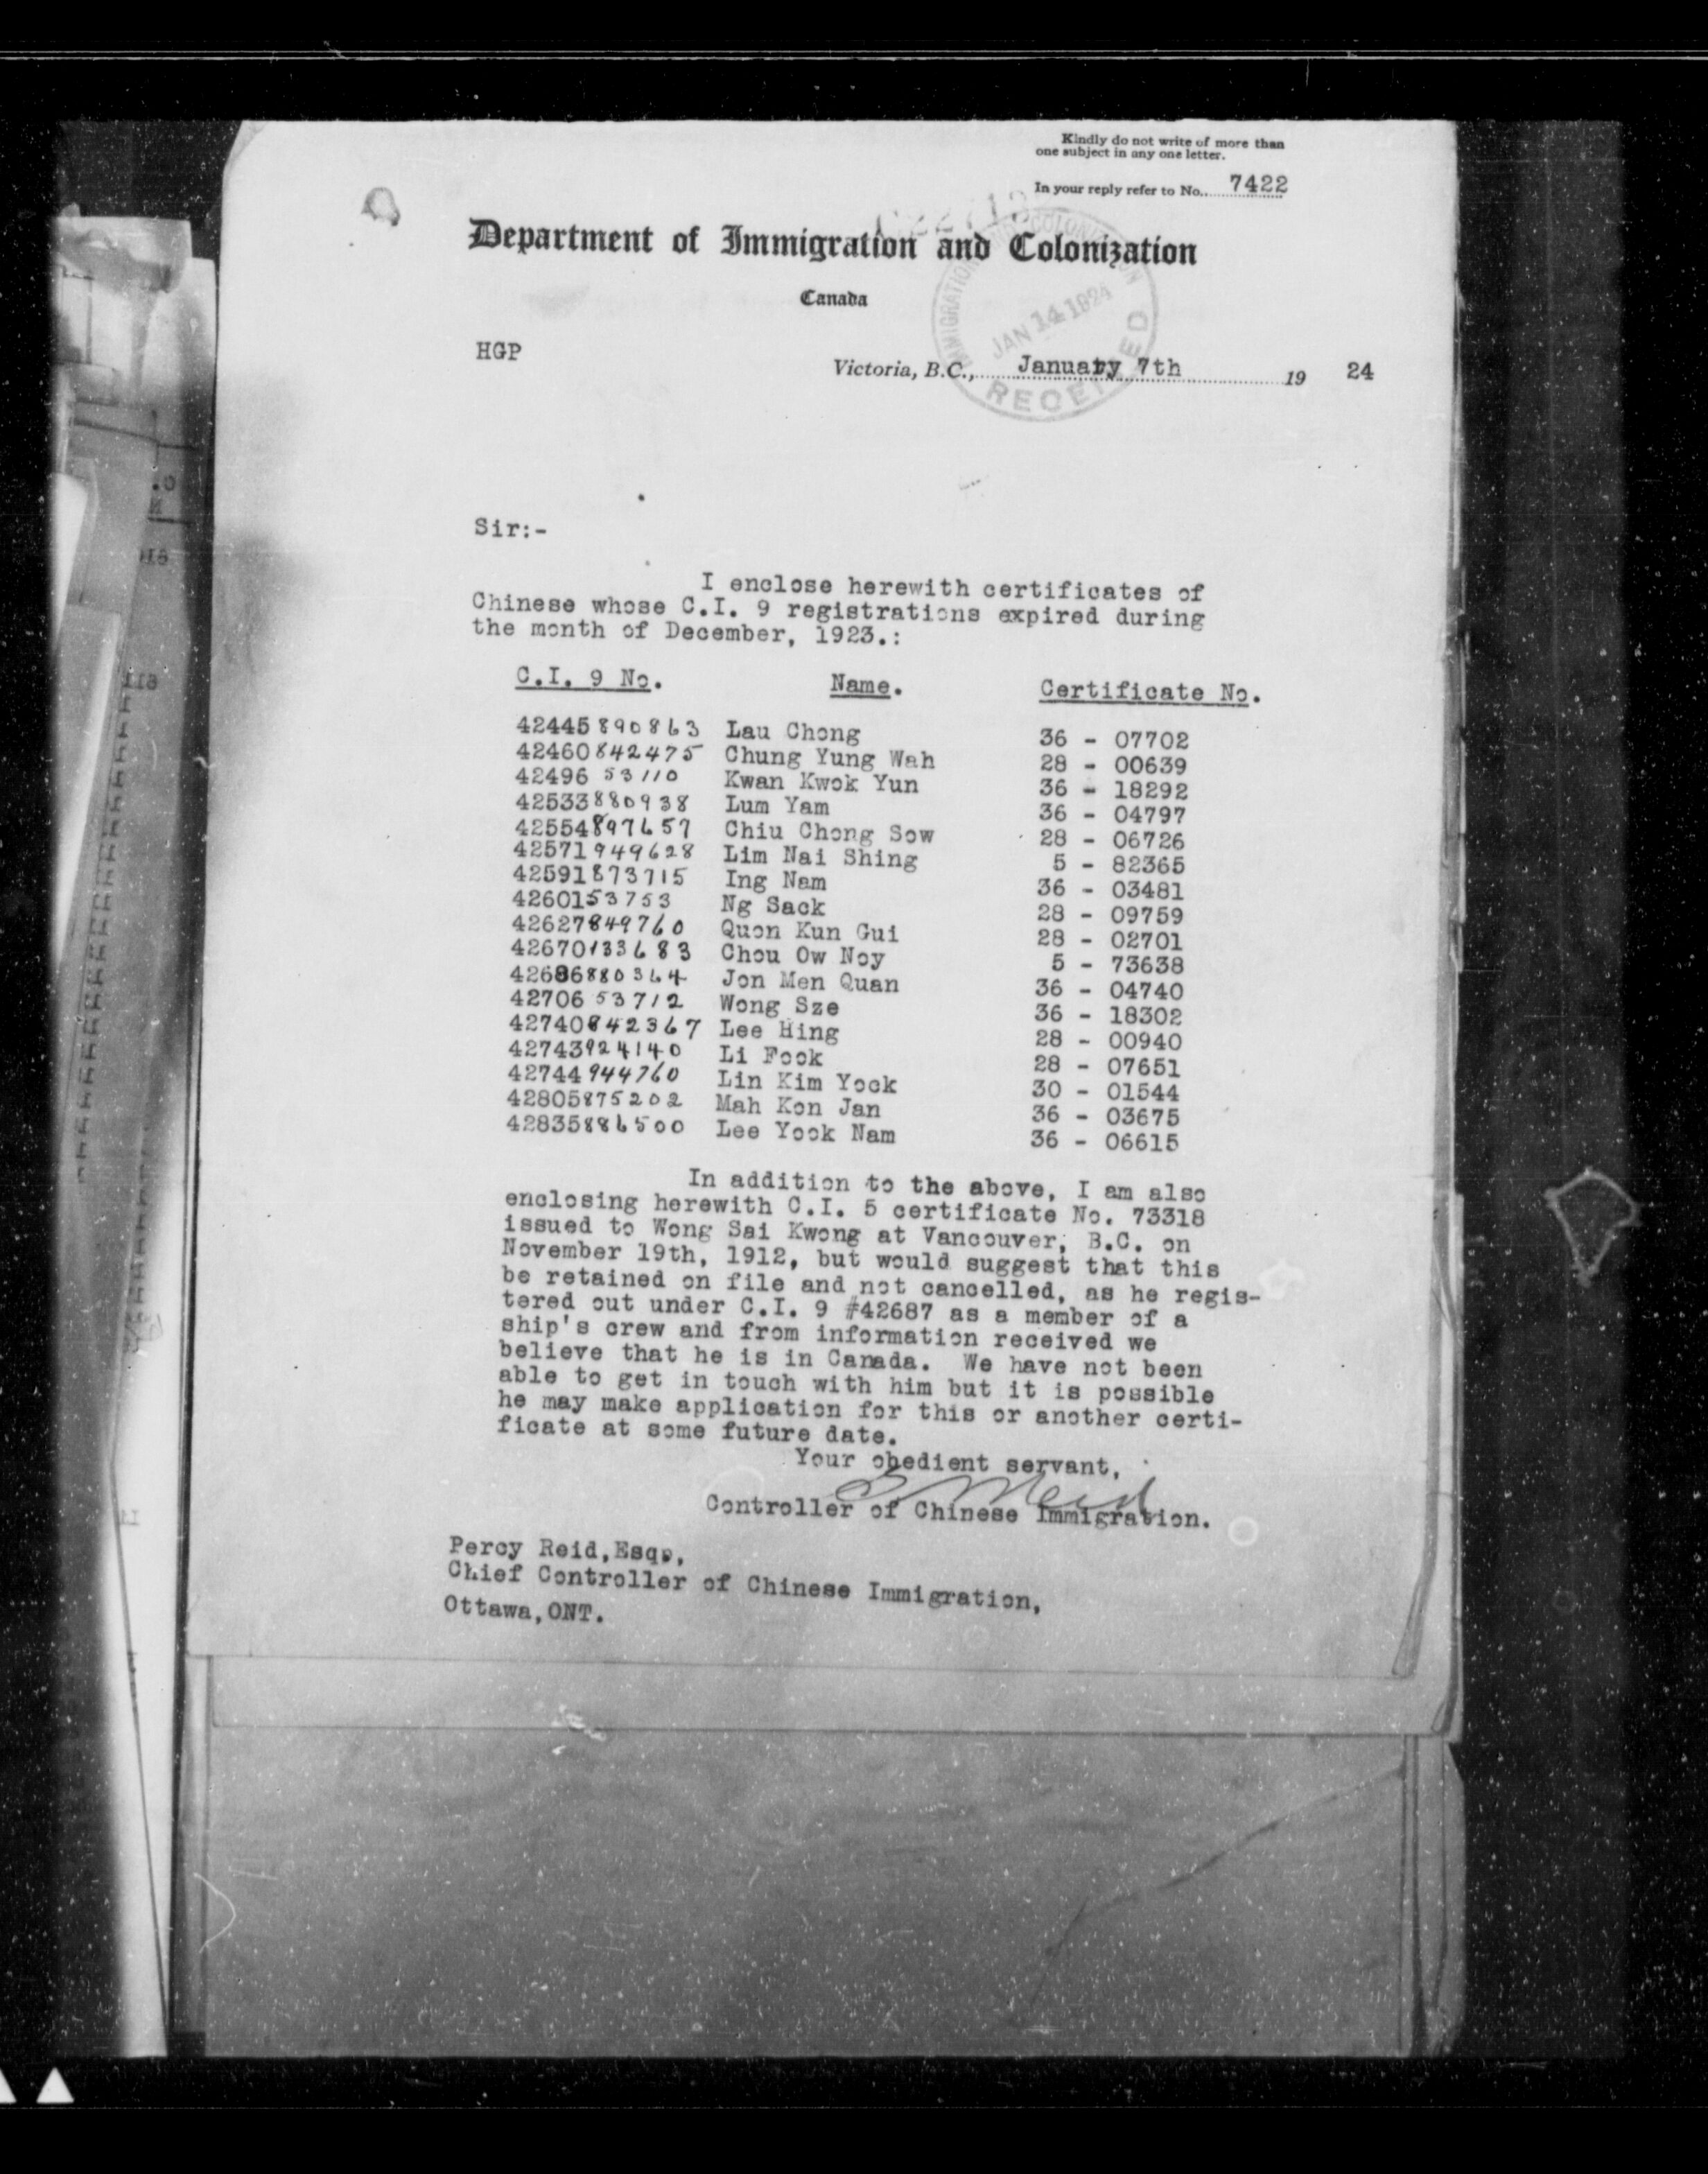 Kindly do not write of more than
one subject in any one letter.
In your reply refer to No. 7422
Department of Immigration and Colonization
Canada
IMMIGRATION COLONIZATION
JAN 14 1924
RECEIVED
HGP
Victoria, B.C., January 7th 19 24
Sir:-
I enclose herewith certificates of
Chinese whose C.I. 9 registrations expired during
the month of December, 1923.:
C.I. 9 No. Name. Certificate No.
42445 890863 Lau Chong 36 - 07702
42460 842475 Chung Yung Wah 28 - 00639
42496 53110 Kwan Kwok Yun 36 - 18292
42533 880938 Lum Yam 36 - 04797
42554 897657 Chiu Chong Sow 28 - 06726
42571 949628 Lim Nai Shing 5 - 82365
42591 873715 Ing Nam 36 - 03481
42601 53753 Ng Sack 28 - 09759
42627 849760 Quon Kun Gui 28 - 02701
42670 133683 Chou Ow Noy 5 - 73638
42686 880364 Jon Men Quan 36 - 04740
42706 53712 Wong Sze 36 - 18302
42740 842367 Lee Hing 28 - 00940
42743 924140 Li Fook 28 - 07651
42744 944760 Lin Kim Yock 30 - 01544
42805 875202 Mah Kon Jan 36 - 03675
42835 886500 Lee Yook Nam 36 - 06615
In addition to the above, I am also
enclosing herewith C.I. 5 certificate No. 73318
issued to Wong Sai Kwong at Vancouver, B.C. on
November 19th, 1912, but would suggest that this
be retained on file and not cancelled, as he regis-
tered out under C.I. 9 #42687 as a member of a
ship's crew and from information received we
believe that he is in Canada. We have not been
able to get in touch with him but it is possible
he may make application for this or another certi-
ficate at some future date.
Your obedient servant,
Controller of Chinese Immigration.
Percy Reid, Esq.,
Chief Controller of Chinese Immigration,
Ottawa, ONT.